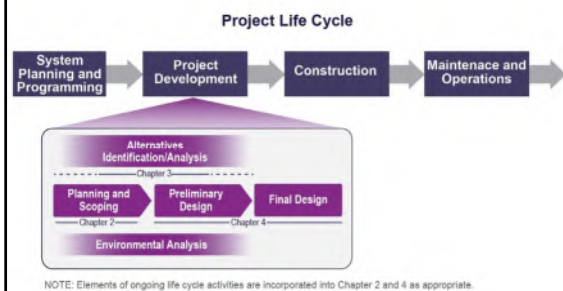 Project Life Cycle
System
Planning and
Programming
Project
Development
Construction
Maintenace and
Operations
Alternatives
Identification/Analysis
Chapter 3
Planning and
Scoping
Preliminary
Design
Final Design
Chapter 2
Chapter 4
Environmental Analysis
NOTE: Elements of ongoing life cycle activities are incorporated into Chapter 2 and 4 as appropriate.